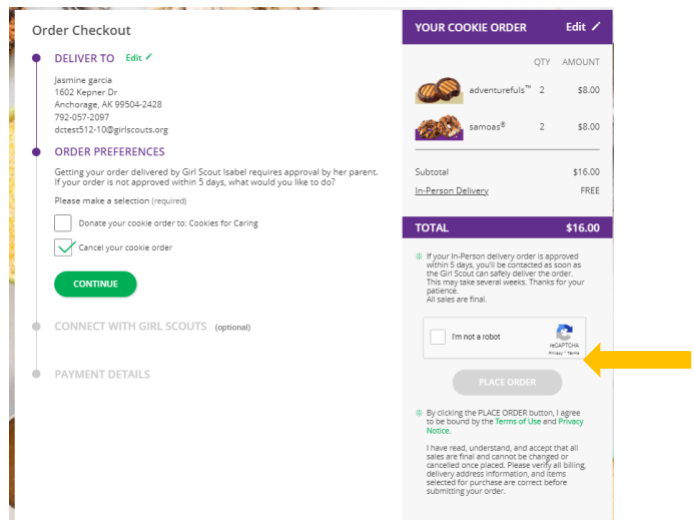 Order Checkout
DELIVER TO Edit
Jasmine garcia
1602 Kepner Dr
Anchorage, AK 99504-2428
792-057-2097
dctest512-10@girlscouts.org
ORDER PREFERENCES
Getting your order delivered by Girl Scout Isabel requires approval by her parent.
If your order is not approved within 5 days, what would you like to do?
Please make a selection (required)
Donate your cookie order to: Cookies for Caring
Cancel your cookie order
CONTINUE
CONNECT WITH GIRL SCOUTS (optional)
PAYMENT DETAILS
YOUR COOKIE ORDER Edit
QTY AMOUNT
adventurefuls™ 2 $8.00
samoas® 2 $8.00
Subtotal $16.00
In-Person Delivery FREE
TOTAL $16.00
If your In-Person delivery order is approved
within 5 days, you'll be contacted as soon as
the Girl Scout can safely deliver the order.
This may take several weeks. Thanks for your
patience.
All sales are final.
I'm not a robot
reCAPTCHA
Privacy - Terms
PLACE ORDER
By clicking the PLACE ORDER button, I agree
to be bound by the Terms of Use and Privacy
Notice.
I have read, understand, and accept that all
sales are final and cannot be changed or
cancelled once placed. Please verify all billing,
delivery address information, and items
selected for purchase are correct before
submitting your order.